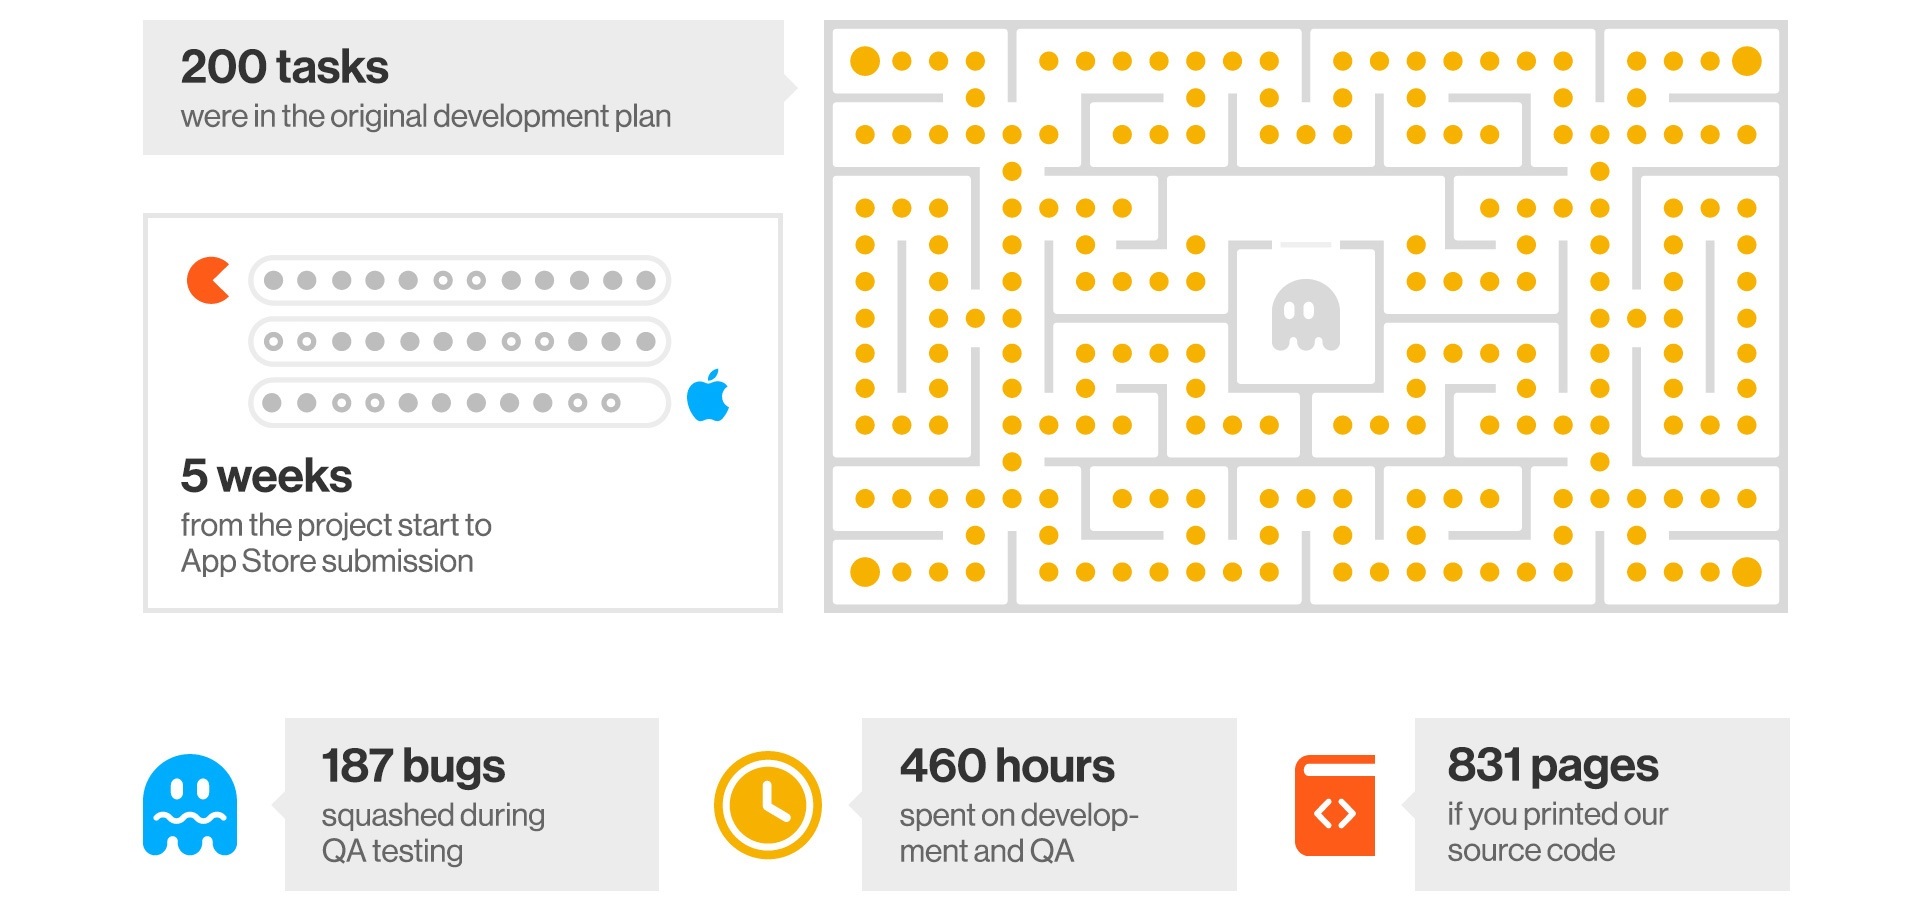 200 tasks
were in the original development plan
5 weeks
from the project start to
App Store submission
187 bugs
squashed during
QA testing
460 hours
spent on develop-
ment and QA
831 pages
if you printed our
source code